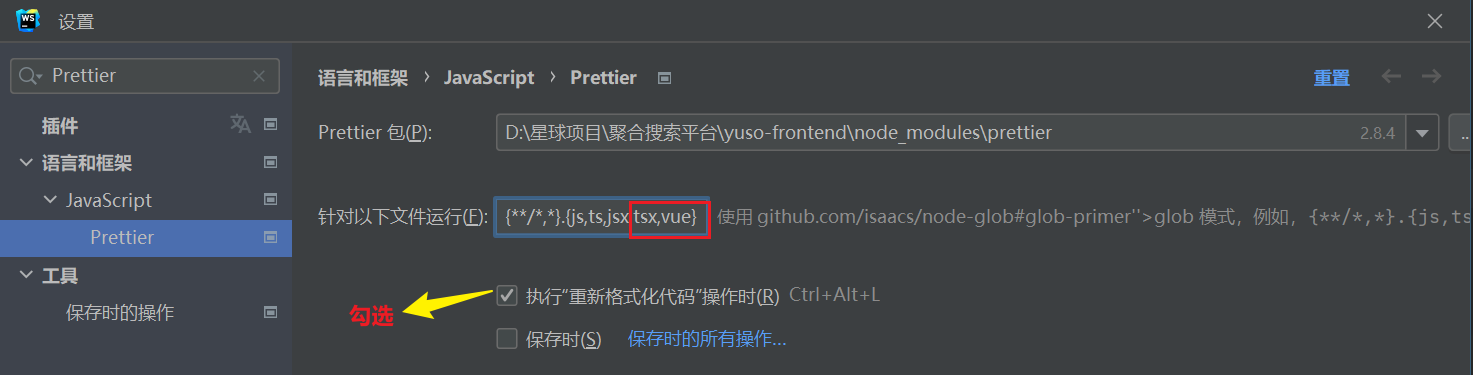 WS 设置
Prettier
插件
语言和框架
JavaScript
Prettier
工具
保存时的操作
语言和框架 › JavaScript › Prettier 重置
Prettier 包(P): D:\星球项目\聚合搜索平台\yuso-frontend\node_modules\prettier 2.8.4 ..
针对以下文件运行(F): {**/*,*}.{js,ts,jsx,tsx,vue} 使用 github.com/isaacs/node-glob#glob-primer">glob 模式，例如，{**/*,*}.{js,ts
勾选 执行“重新格式化代码”操作时(R) Ctrl+Alt+L
保存时(S) 保存时的所有操作...